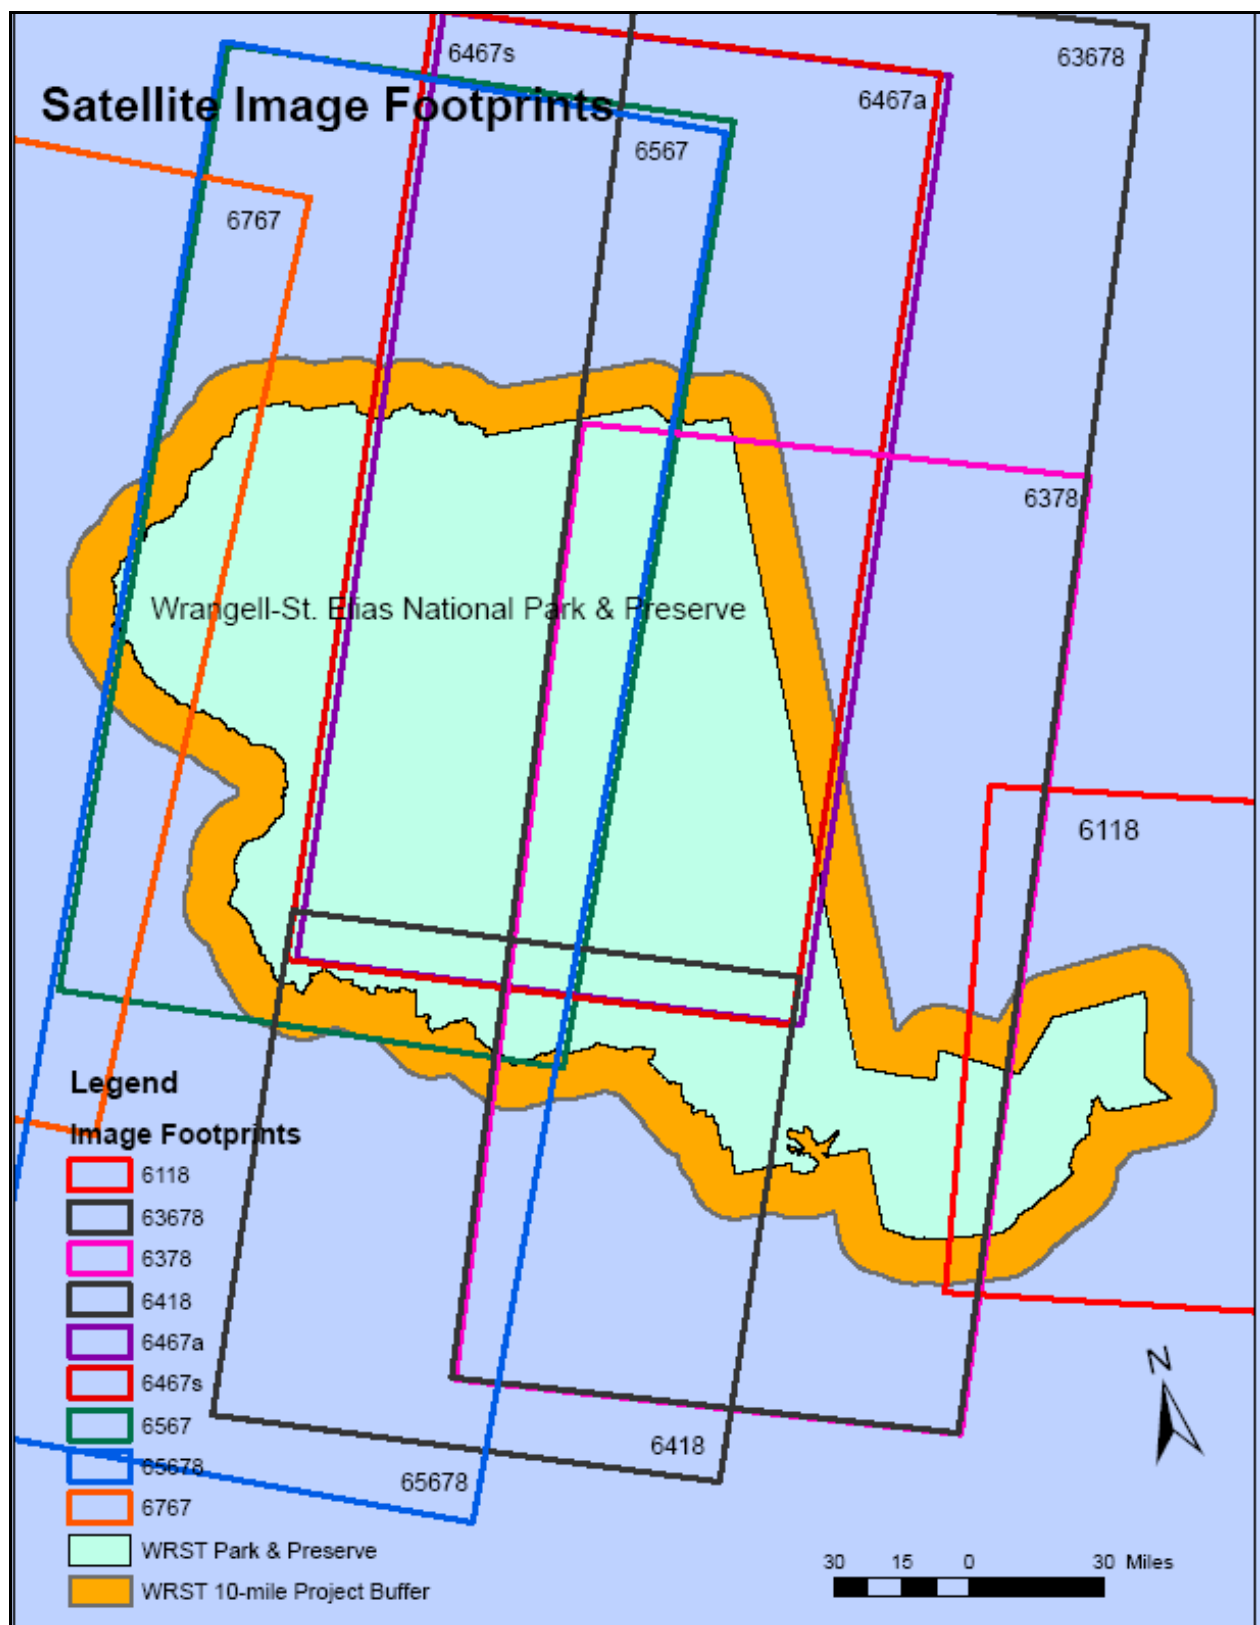 6467s
63678
6467a
Satellite Image Footprints
6567
6767
6378
Wrangell-St. Elias National Park & Preserve
6118
Legend
Image Footprints
6118
63678
6378
6418
6467a
6467s
6567
65678
6767
WRST Park & Preserve
WRST 10-mile Project Buffer
6418
65678
N
30 15 0 30 Miles